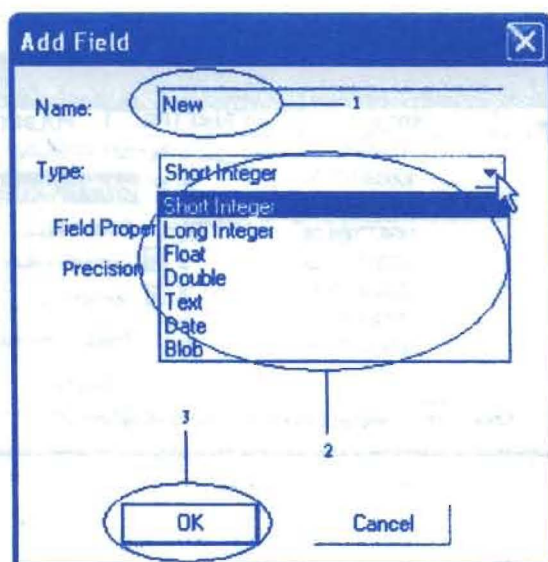 Add Field
Name: New 1
Type: Short Integer
Short Integer
Field Proper Long Integer
Float
Precision
Double
Text
Date
Blob
3
2
OK Cancel